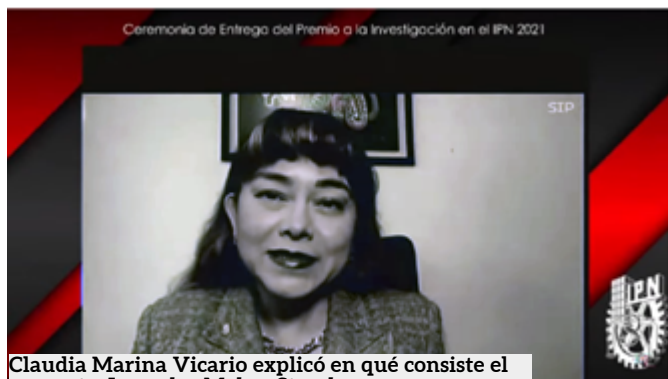 Ceremonia de Entrega del Premio a la Investigación en el IPN 2021
SIP
IPN
Claudia Marina Vicario explicó en qué consiste el